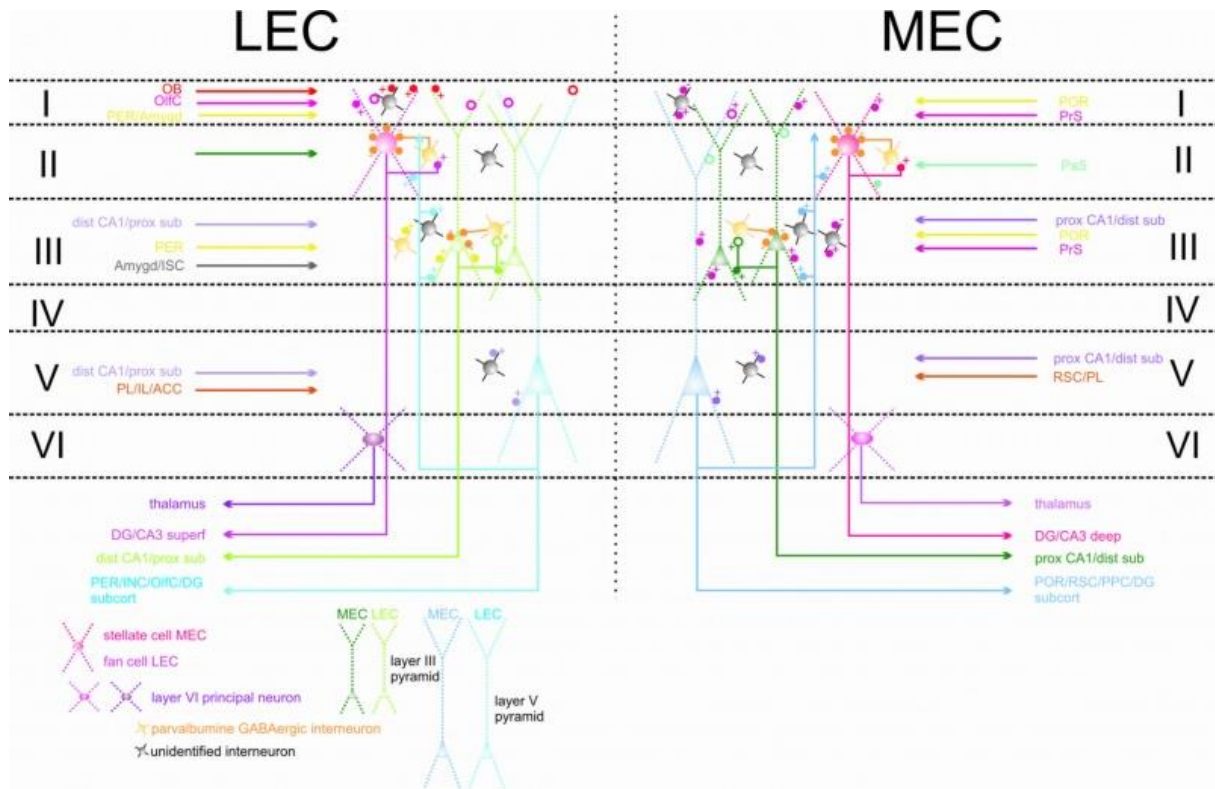 LEC
MEC
I
OB
OlfC
PER/Amygd
POR
PrS
I
II
PaS
II
III
dist CA1/prox sub
PER
Amygd/ISC
prox CA1/dist sub
POR
PrS
III
IV
IV
V
dist CA1/prox sub
PL/IL/ACC
prox CA1/dist sub
RSC/PL
V
VI
VI
thalamus
DG/CA3 superf
dist CA1/prox sub
PER/INC/OlfC/DG
subcort
thalamus
DG/CA3 deep
prox CA1/dist sub
POR/RSC/PPC/DG
subcort
stellate cell MEC
fan cell LEC
layer VI principal neuron
parvalbumine GABAergic interneuron
unidentified interneuron
MEC LEC
layer III
pyramid
MEC LEC
layer V
pyramid